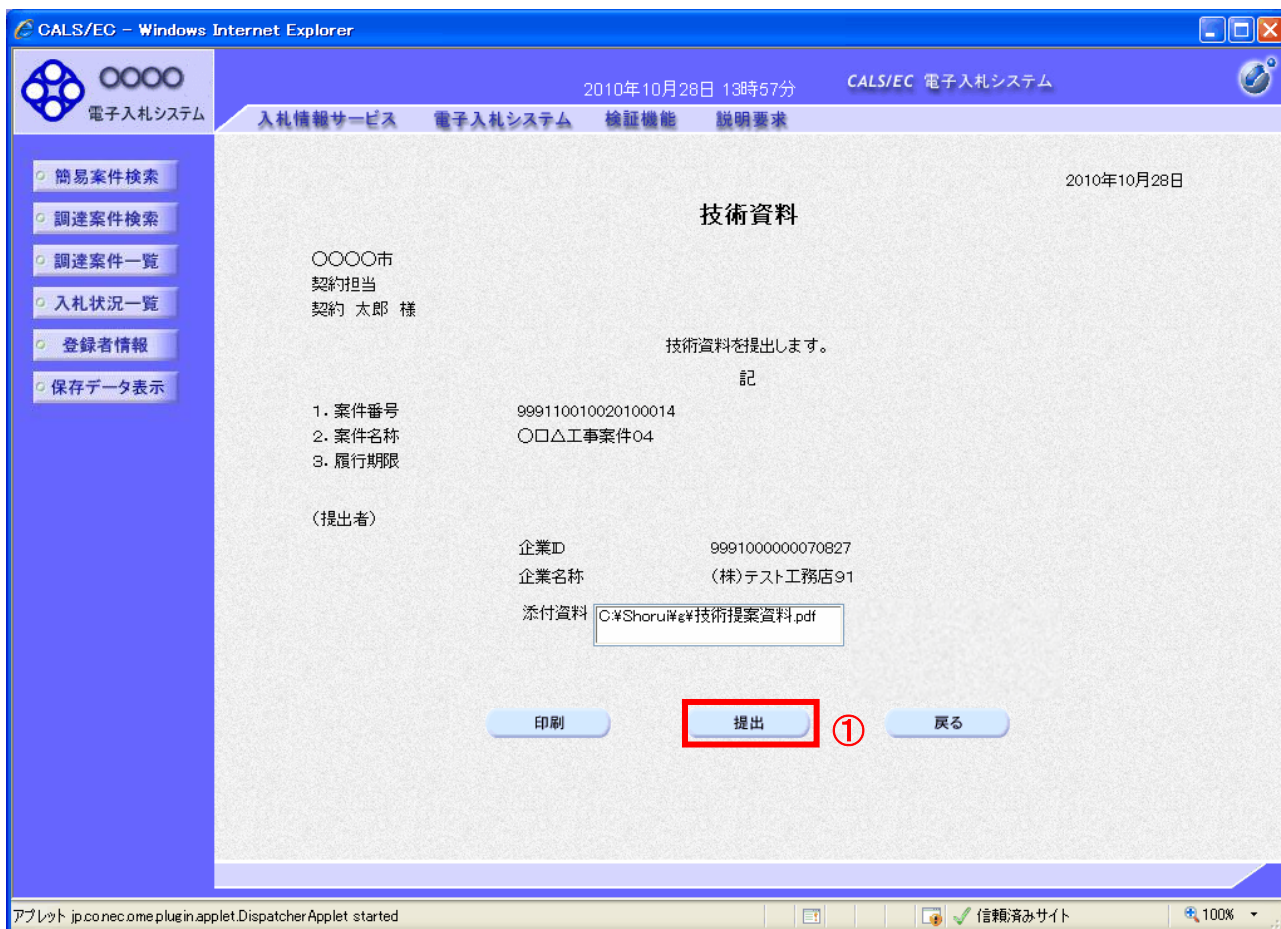 CALS/EC - Windows Internet Explorer
○○○○
電子入札システム
2010年10月28日 13時57分
CALS/EC 電子入札システム
入札情報サービス 電子入札システム 検証機能 説明要求
簡易案件検索
調達案件検索
調達案件一覧
入札状況一覧
登録者情報
保存データ表示
2010年10月28日
技術資料
○○○○市
契約担当
契約 太郎 様
技術資料を提出します。
記
1.案件番号 999110010020100014
2.案件名称 ○□△工事案件04
3.履行期限
(提出者)
企業ID 9991000000070827
企業名称 (株)テスト工務店91
添付資料 C:¥Shorui¥g¥技術提案資料.pdf
印刷 提出 ① 戻る
アプレット jp.co.nec.ome.plugin.applet.DispatcherApplet started 信頼済みサイト 100%